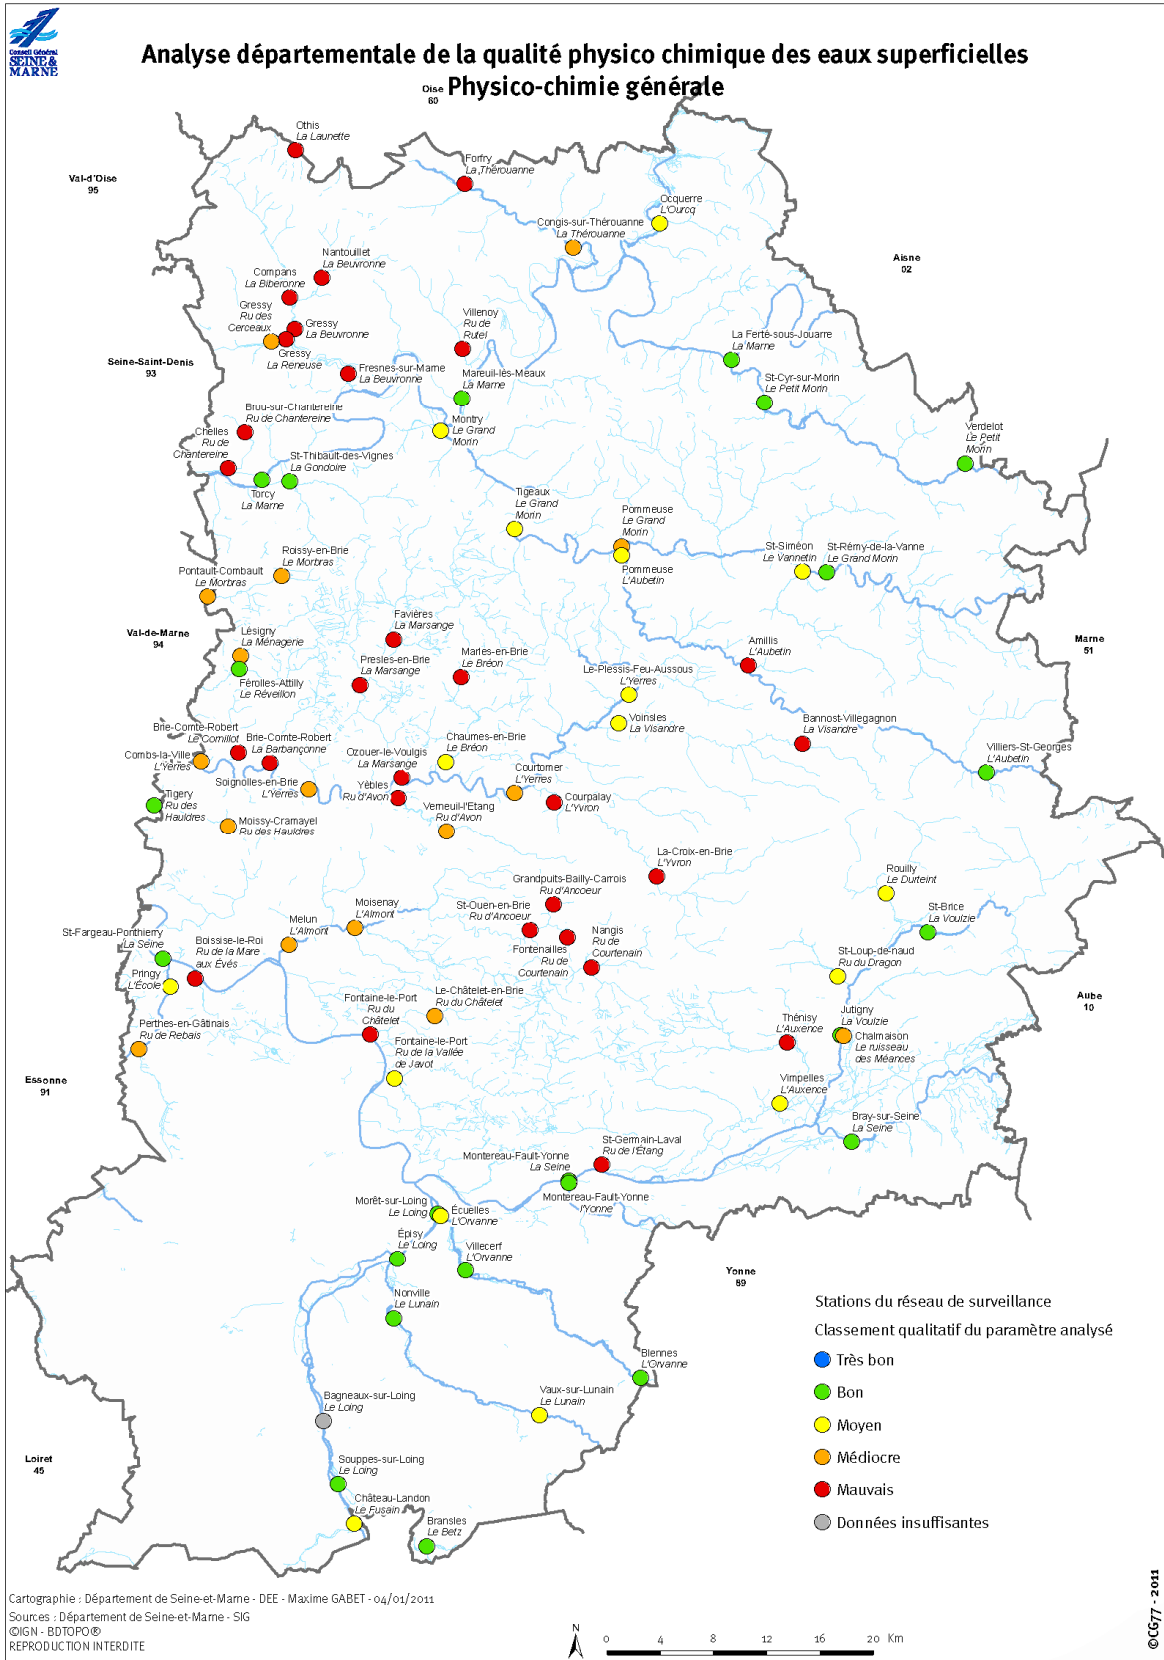 Conseil Général
SEINE &
MARNE
Analyse départementale de la qualité physico chimique des eaux superficielles
Physico-chimie générale
Oise
60
Val-d'Oise
95
Othis
La Launette
Forfry
La Thérouanne
Ocquerre
L'Ourcq
Congis-sur-Thérouanne
La Thérouanne
Aisne
02
Nantouillet
La Beuvronne
Compans
La Biberonne
Gressy
Ru des
Cerceaux
Gressy
La Beuvronne
Gressy
La Reneuse
Villenoy
Ru de
Rutel
La Ferté-sous-Jouarre
La Marne
Seine-Saint-Denis
93
Fresnes-sur-Marne
La Beuvronne
Mareuil-lès-Meaux
La Marne
St-Cyr-sur-Morin
Le Petit Morin
Brou-sur-Chantereine
Ru de Chantereine
Chelles
Ru de
Chantereine
Montry
Le Grand
Morin
Verdelot
Le Petit
Morin
St-Thibault-des-Vignes
La Gondoire
Torcy
La Marne
Tigeaux
Le Grand
Morin
Pommeuse
Le Grand
Morin
Pommeuse
L'Aubetin
St-Siméon
Le Vannetin
St-Rémy-de-la-Vanne
Le Grand Morin
Roissy-en-Brie
Le Morbras
Pontault-Combault
Le Morbras
Val-de-Marne
94
Favières
La Marsange
Lésigny
La Ménagerie
Marne
51
Amillis
L'Aubetin
Presles-en-Brie
La Marsange
Marles-en-Brie
Le Bréon
Le-Plessis-Feu-Aussous
L'Yerres
Férolles-Attilly
Le Réveillon
Voinsles
La Visandre
Bannost-Villegagnon
La Visandre
Brie-Comte-Robert
Le Cornillot
Brie-Comte-Robert
La Barbançonne
Combs-la-Ville
L'Yerres
Ozouer-le-Voulgis
La Marsange
Chaumes-en-Brie
Le Bréon
Villiers-St-Georges
L'Aubetin
Soignolles-en-Brie
L'Yerres
Yèbles
Ru d'Avon
Courtomer
L'Yerres
Courpalay
L'Yvron
Tigery
Ru des
Hauldres
Moissy-Cramayel
Ru des Hauldres
Verneuil-l'Etang
Ru d'Avon
La-Croix-en-Brie
L'Yvron
Rouilly
Le Durteint
Grandpuits-Bailly-Carrois
Ru d'Ancoeur
St-Ouen-en-Brie
Ru d'Ancoeur
St-Brice
La Voulzie
Moisenay
L'Almont
Melun
L'Almont
St-Fargeau-Ponthierry
La Seine
Boissise-le-Roi
Ru de la Mare
aux Évés
Nangis
Ru de
Courtenain
Fontenailles
Ru de
Courtenain
St-Loup-de-naud
Ru du Dragon
Pringy
L'École
Le-Châtelet-en-Brie
Ru du Châtelet
Fontaine-le-Port
Ru du
Châtelet
Aube
10
Perthes-en-Gâtinais
Ru de Rebais
Thénisy
L'Auxence
Jutigny
La Voulzie
Chalmaison
Le ruisseau
des Méances
Fontaine-le-Port
Ru de la Vallée
de Javot
Essonne
91
Vimpelles
L'Auxence
Bray-sur-Seine
La Seine
St-Germain-Laval
Ru de l'Étang
Montereau-Fault-Yonne
La Seine
Montereau-Fault-Yonne
l'Yonne
Morêt-sur-Loing
Le Loing
Écuelles
L'Orvanne
Épisy
Le Loing
Villecerf
L'Orvanne
Yonne
89
Nonville
Le Lunain
Blennes
L'Orvanne
Vaux-sur-Lunain
Le Lunain
Bagneaux-sur-Loing
Le Loing
Loiret
45
Souppes-sur-Loing
Le Loing
Château-Landon
Le Fusain
Bransles
Le Betz
Stations du réseau de surveillance
Classement qualitatif du paramètre analysé
Très bon
Bon
Moyen
Médiocre
Mauvais
Données insuffisantes
Cartographie : Département de Seine-et-Marne - DEE - Maxime GABET - 04/01/2011
Sources : Département de Seine-et-Marne - SIG
©IGN - BDTOPO®
REPRODUCTION INTERDITE
N
0 4 8 12 16 20 Km
©CG77 - 2011